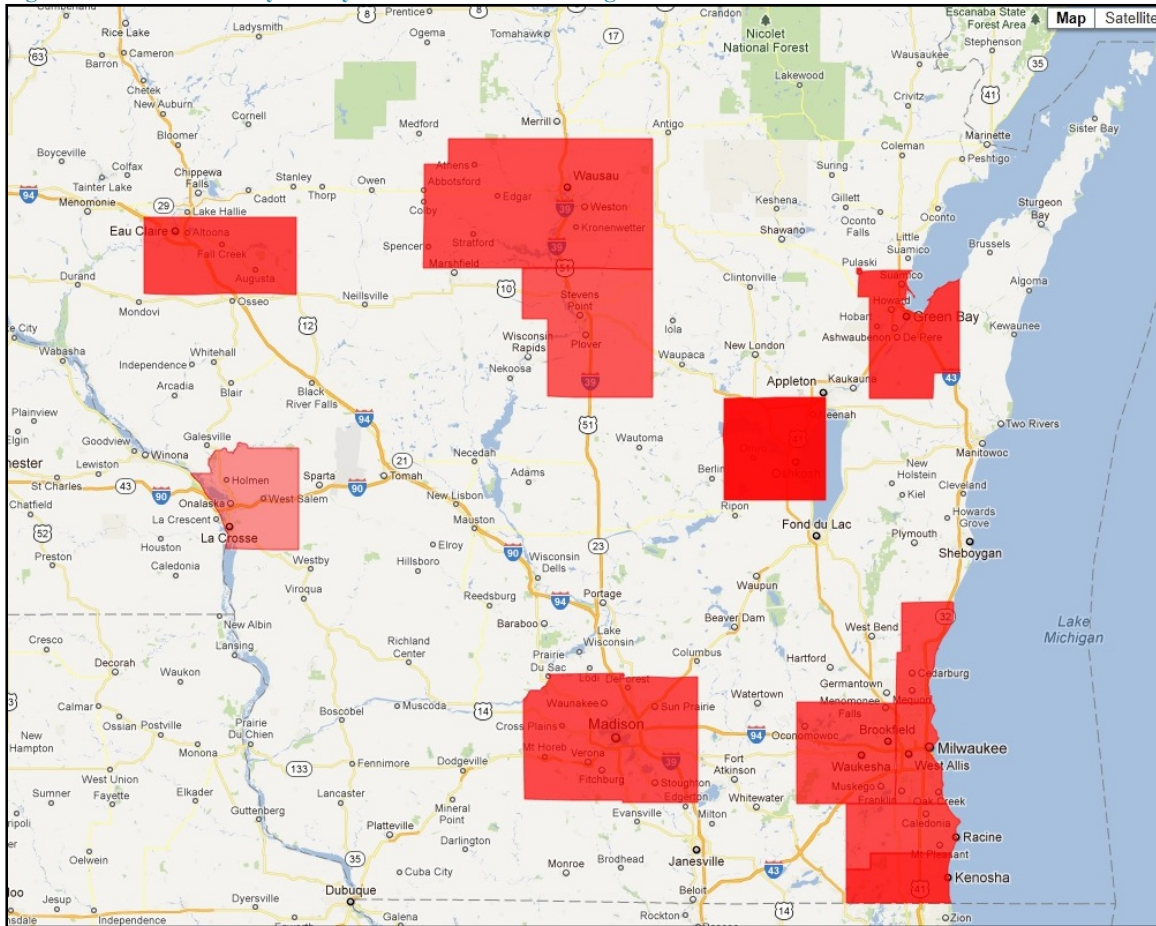 Map
Satellite
Rice Lake
Ladysmith
Prentice
Ogema
Tomahawk
Crandon
Nicolet
National Forest
Escanaba State
Forest Area
Stephenson
Cameron
Barron
Wausaukee
Chetek
New Auburn
Cornell
Lakewood
Crivitz
Bloomer
Medford
Merrill
Antigo
Marinette
Sister Bay
Boyceville
Colfax
Chippewa
Falls
Stanley
Owen
Athens
Coleman
Peshtigo
Tainter Lake
Cadott
Thorp
Abbotsford
Edgar
Wausau
Suring
Menomonie
Lake Hallie
Colby
Weston
Keshena
Gillett
Oconto
Falls
Oconto
Sturgeon
Bay
Eau Claire
Altoona
Fall Creek
Spencer
Stratford
Kronenwetter
Shawano
Little
Suamico
Brussels
Augusta
Marshfield
Pulaski
Suamico
Durand
Mondovi
Osseo
Neillsville
Stevens
Point
Clintonville
Howard
Green Bay
Algoma
Hobart
Wabasha
Independence
Whitehall
Wisconsin
Rapids
Plover
Iola
Ashwaubenon
De Pere
Kewaunee
Arcadia
Blair
Black
River Falls
Nekoosa
Waupaca
New London
Appleton
Kaukauna
Neenah
Plainview
Elgin
Goodview
Winona
Galesville
Necedah
Adams
Wautoma
Berlin
Oshkosh
Two Rivers
Manitowoc
Lewiston
St Charles
Holmen
Sparta
Tomah
New
Holstein
Chatfield
Onalaska
West Salem
New Lisbon
Ripon
Kiel
Cleveland
La Crescent
La Crosse
Mauston
Fond du Lac
Howards
Grove
Houston
Caledonia
Westby
Elroy
Wisconsin
Dells
Plymouth
Sheboygan
Preston
Viroqua
Hillsboro
Waupun
Reedsburg
Portage
New Albin
Baraboo
Beaver Dam
West Bend
Lake
Michigan
Cresco
Lansing
Richland
Center
Lake
Wisconsin
Decorah
Waukon
Prairie
Du Sac
Lodi
Columbus
Hartford
Cedarburg
DeForest
Germantown
Mequon
Calmar
Ossian
Postville
Boscobel
Muscoda
Waunakee
Sun Prairie
Watertown
Menomonee
Falls
Cross Plains
Madison
Oconomowoc
Brookfield
Milwaukee
New
Hampton
Prairie
Du Chien
Monona
Mt Horeb
Verona
Waukesha
West Allis
Fennimore
Dodgeville
Fitchburg
Stoughton
Fort
Atkinson
Muskego
West Union
Fayette
Elkader
Franklin
Oak Creek
Sumner
Lancaster
Mineral
Point
Edgerton
Whitewater
Caledonia
Guttenberg
Platteville
Evansville
Milton
Racine
Oelwein
Darlington
Monroe
Brodhead
Janesville
Mt Pleasant
Cuba City
Kenosha
Dyersville
Dubuque
Beloit
Jesup
Independence
Galena
Rockton
Zion